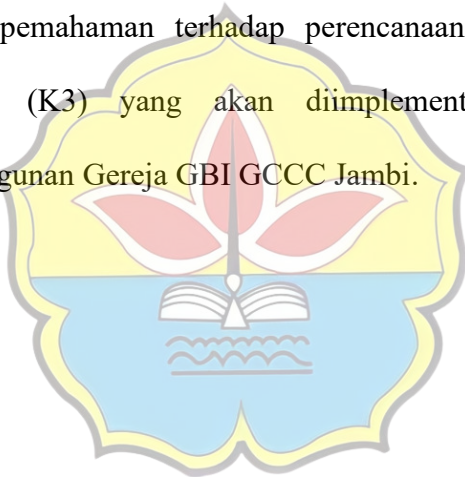 pemahaman terhadap perencanaan
(K3) yang akan diimplement
gunan Gereja GBI GCCC Jambi.